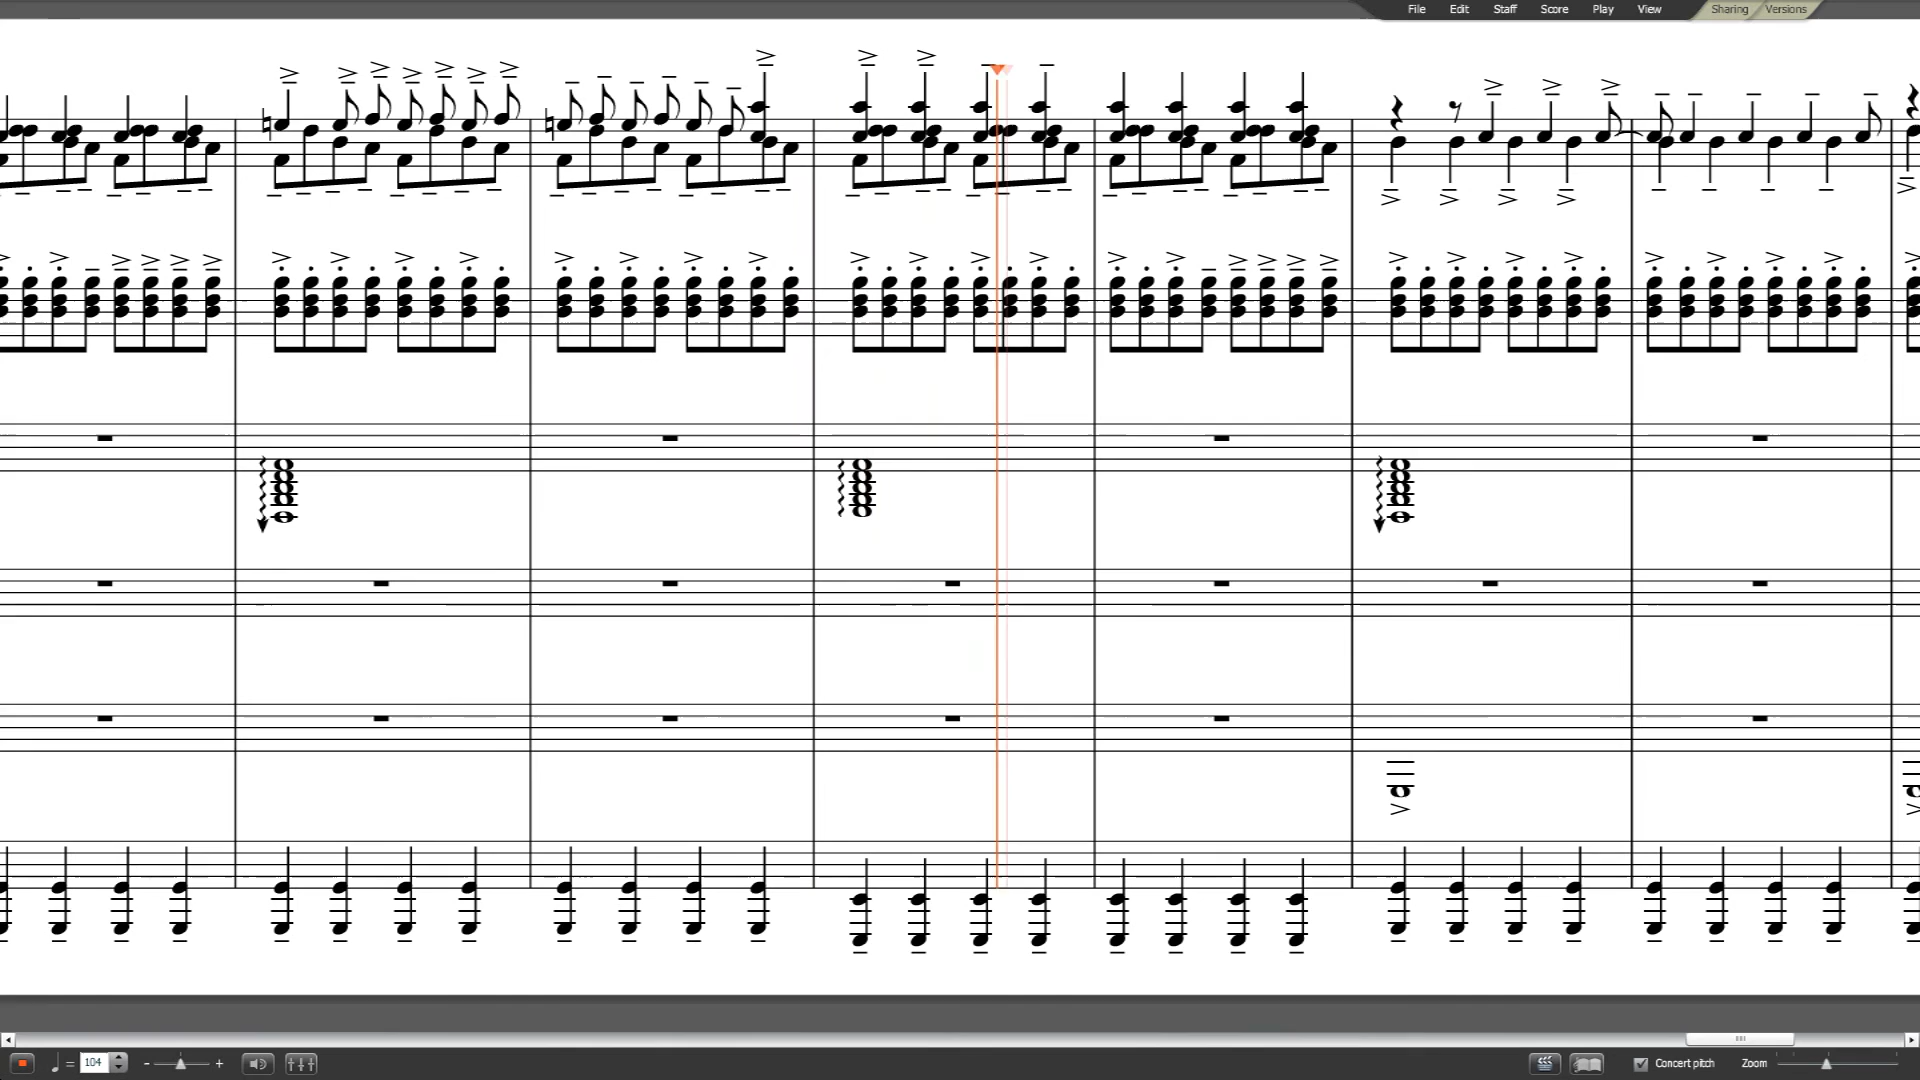 File Edit Staff Score Play View Sharing Versions
= 104 - +
Concert pitch Zoom